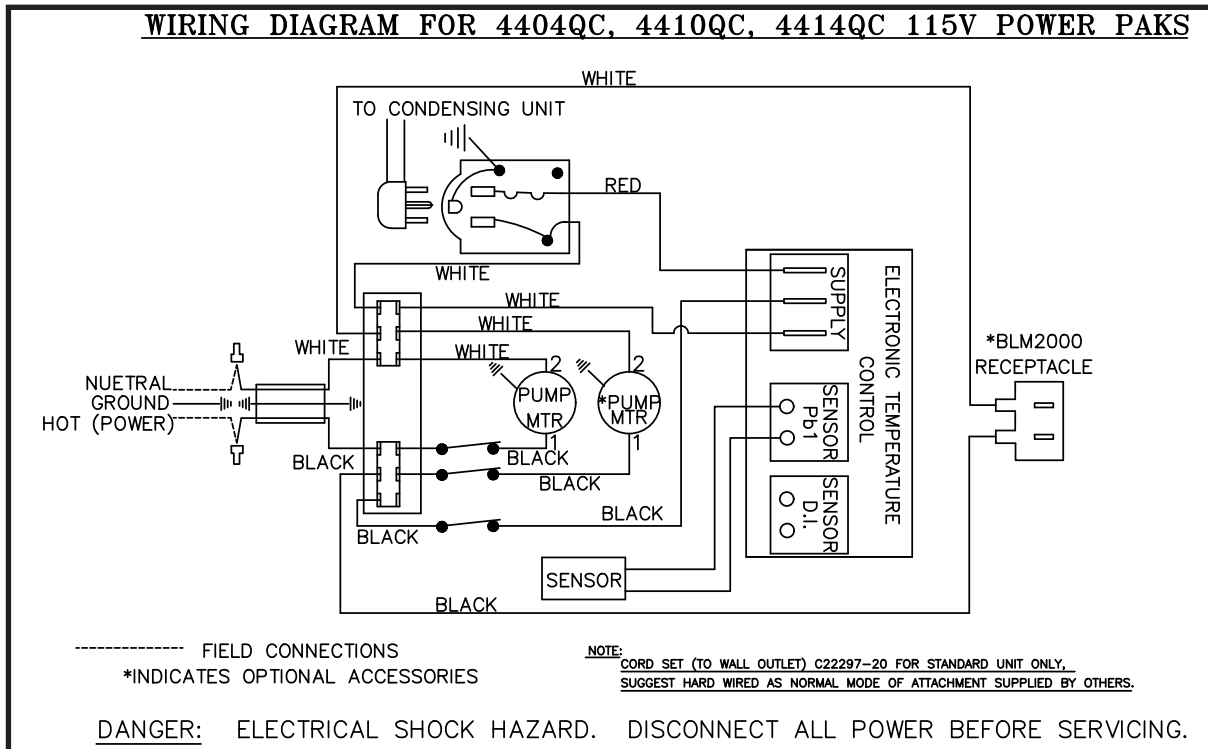 WIRING DIAGRAM FOR 4404QC, 4410QC, 4414QC 115V POWER PAKS
WHITE
TO CONDENSING UNIT
RED
WHITE
WHITE
WHITE
WHITE
WHITE
SUPPLY
ELECTRONIC TEMPERATURE
CONTROL
*BLM2000
RECEPTACLE
NUETRAL
GROUND
HOT (POWER)
2
PUMP
MTR
1
2
*PUMP
MTR
1
SENSOR
Pb1
BLACK
BLACK
BLACK
SENSOR
D.I.
BLACK
BLACK
SENSOR
BLACK
FIELD CONNECTIONS
*INDICATES OPTIONAL ACCESSORIES
NOTE:
CORD SET (TO WALL OUTLET) C22297-20 FOR STANDARD UNIT ONLY,
SUGGEST HARD WIRED AS NORMAL MODE OF ATTACHMENT SUPPLIED BY OTHERS.
DANGER: ELECTRICAL SHOCK HAZARD. DISCONNECT ALL POWER BEFORE SERVICING.